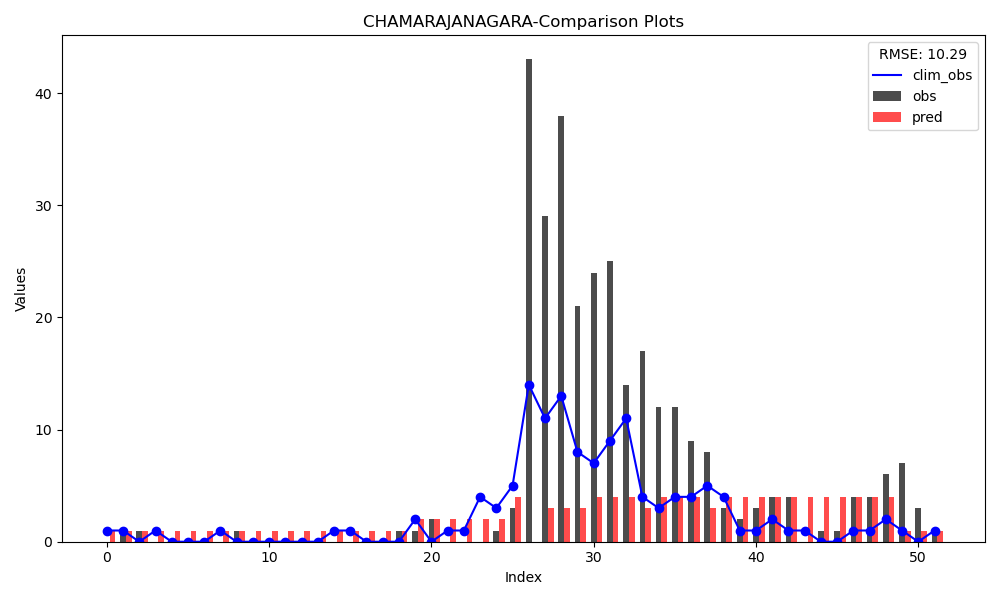 CHAMARAJANAGARA-Comparison Plots
RMSE: 10.29
clim_obs
obs
pred
Values
40
30
20
10
0
0 10 20 30 40 50
Index